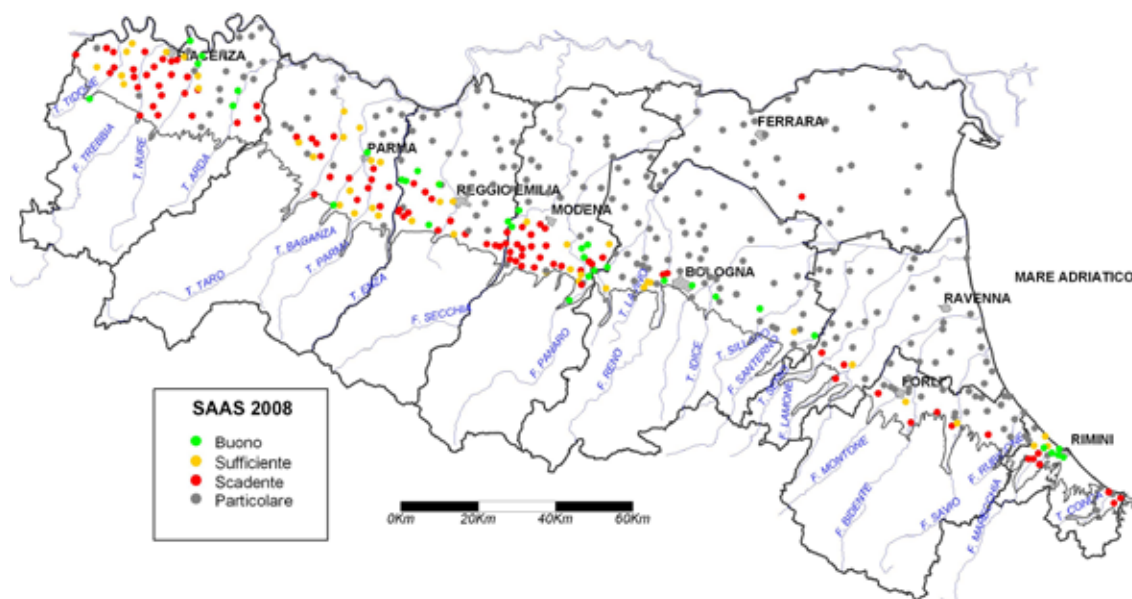 PIACENZA
T. TIDONE
F. TREBBIA
T. NURE
T. ARDA
PARMA
REGGIO EMILIA
MODENA
FERRARA
BOLOGNA
MARE ADRIATICO
RAVENNA
T. TARO
T. BAGANZA
T. PARMA
T. ENZA
F. SECCHIA
F. PANARO
F. RENO
T. IDICE
T. SILLARO
F. SANTERNO
F. LAMONE
FORLI'
RIMINI
F. MONTONE
F. BIDENTE
F. SAVIO
F. RUBICONE
F. MARECCHIA
T. CONCA
SAAS 2008
Buono
Sufficiente
Scadente
Particolare
0Km 20Km 40Km 60Km